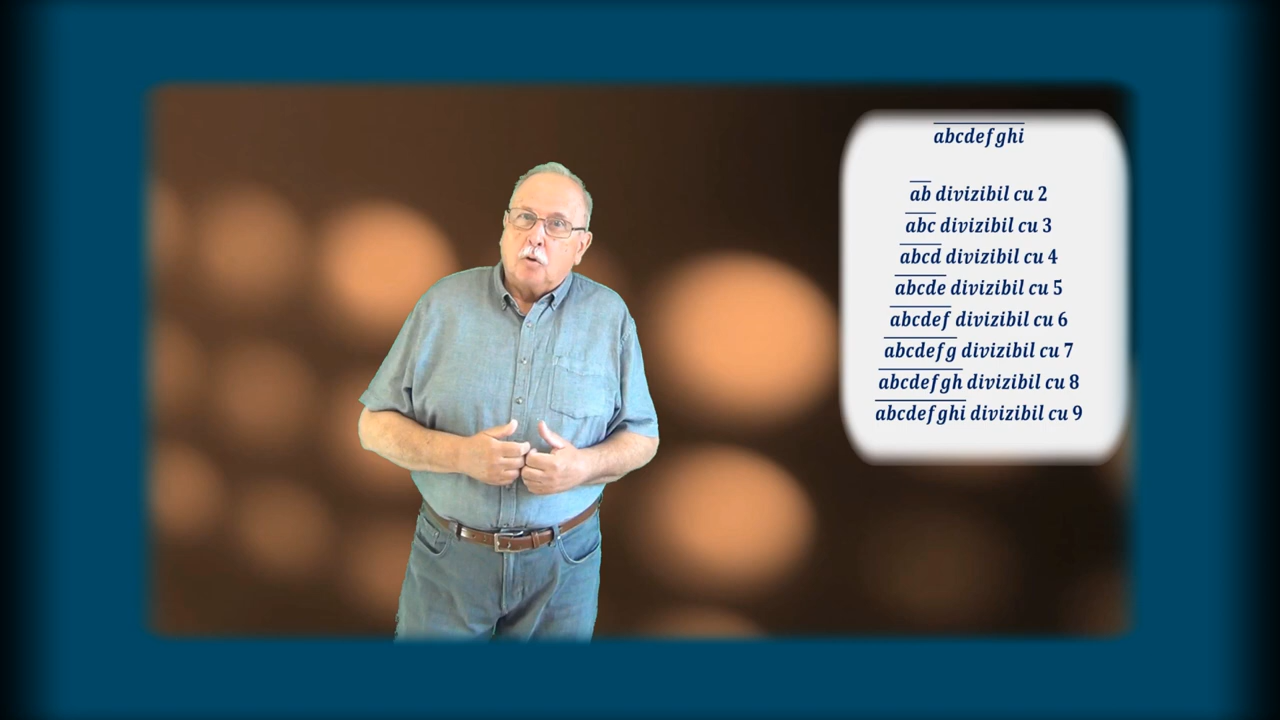 abcdefghi
ab divizibil cu 2
abc divizibil cu 3
abcd divizibil cu 4
abcde divizibil cu 5
abcdef divizibil cu 6
abcdefg divizibil cu 7
abcdefgh divizibil cu 8
abcdefghi divizibil cu 9